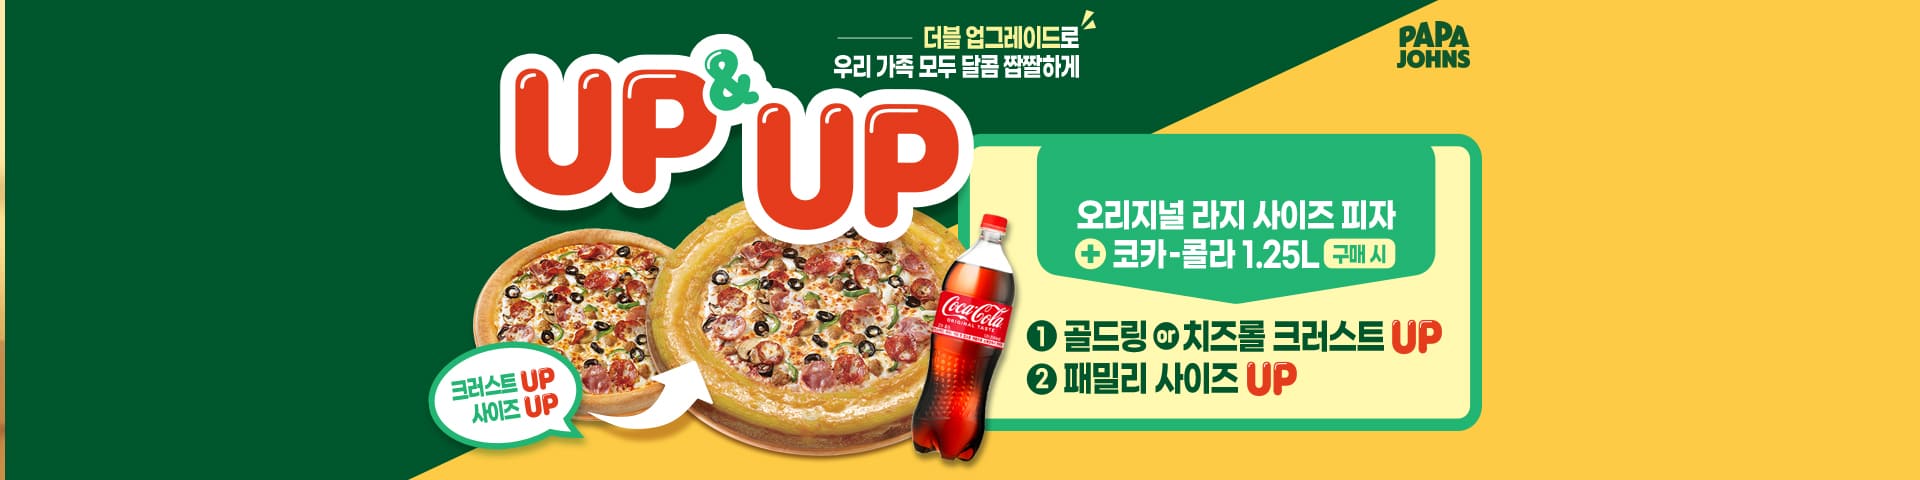 더블 업그레이드로
우리 가족 모두 달콤 짭짤하게
UP & UP
PAPA
JOHNS
오리지널 라지 사이즈 피자
+ 코카-콜라 1.25L 구매 시
1 골드링 or 치즈롤 크러스트 UP
2 패밀리 사이즈 UP
크러스트 UP
사이즈 UP
Coca-Cola
ORIGINAL TASTE